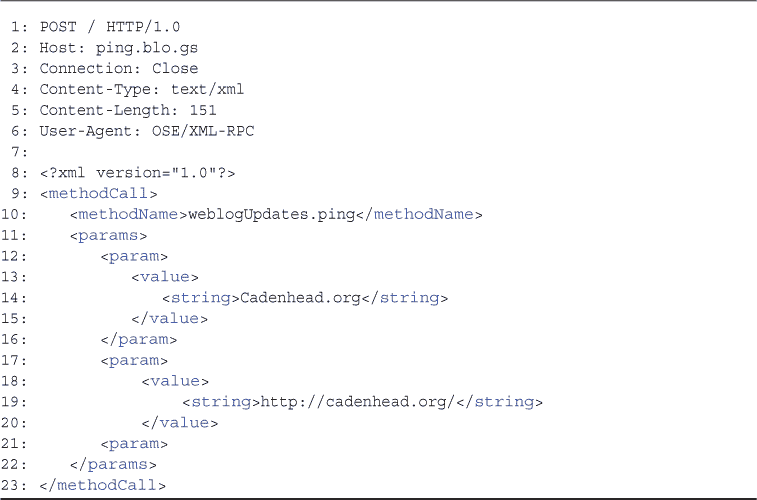 1: POST / HTTP/1.0
2: Host: ping.blo.gs
3: Connection: Close
4: Content-Type: text/xml
5: Content-Length: 151
6: User-Agent: OSE/XML-RPC
7:
8: <?xml version="1.0"?>
9: <methodCall>
10:    <methodName>weblogUpdates.ping</methodName>
11:    <params>
12:       <param>
13:          <value>
14:             <string>Cadenhead.org</string>
15:          </value>
16:       </param>
17:       <param>
18:           <value>
19:               <string>http://cadenhead.org/</string>
20:           </value>
21:       <param>
22:    </params>
23: </methodCall>